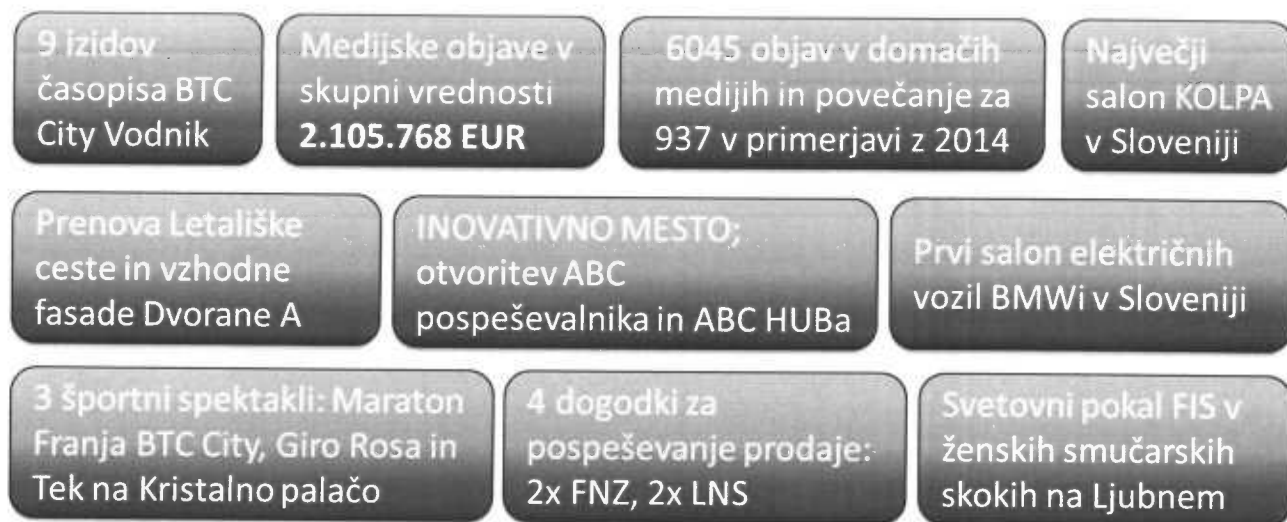 9 izidov
časopisa BTC
City Vodnik
Medijske objave v
skupni vrednosti
2.105.768 EUR
6045 objav v domačih
medijih in povečanje za
937 v primerjavi z 2014
Največji
salon KOLPA
v Sloveniji
Prenova Letališke
ceste in vzhodne
fasade Dvorane A
INOVATIVNO MESTO;
otvoritev ABC
pospeševalnika in ABC HUBa
Prvi salon električnih
vozil BMWi v Sloveniji
3 športni spektakli: Maraton
Franja BTC City, Giro Rosa in
Tek na Kristalno palačo
4 dogodki za
pospeševanje prodaje:
2x FNZ, 2x LNS
Svetovni pokal FIS v
ženskih smučarskih
skokih na Ljubnem